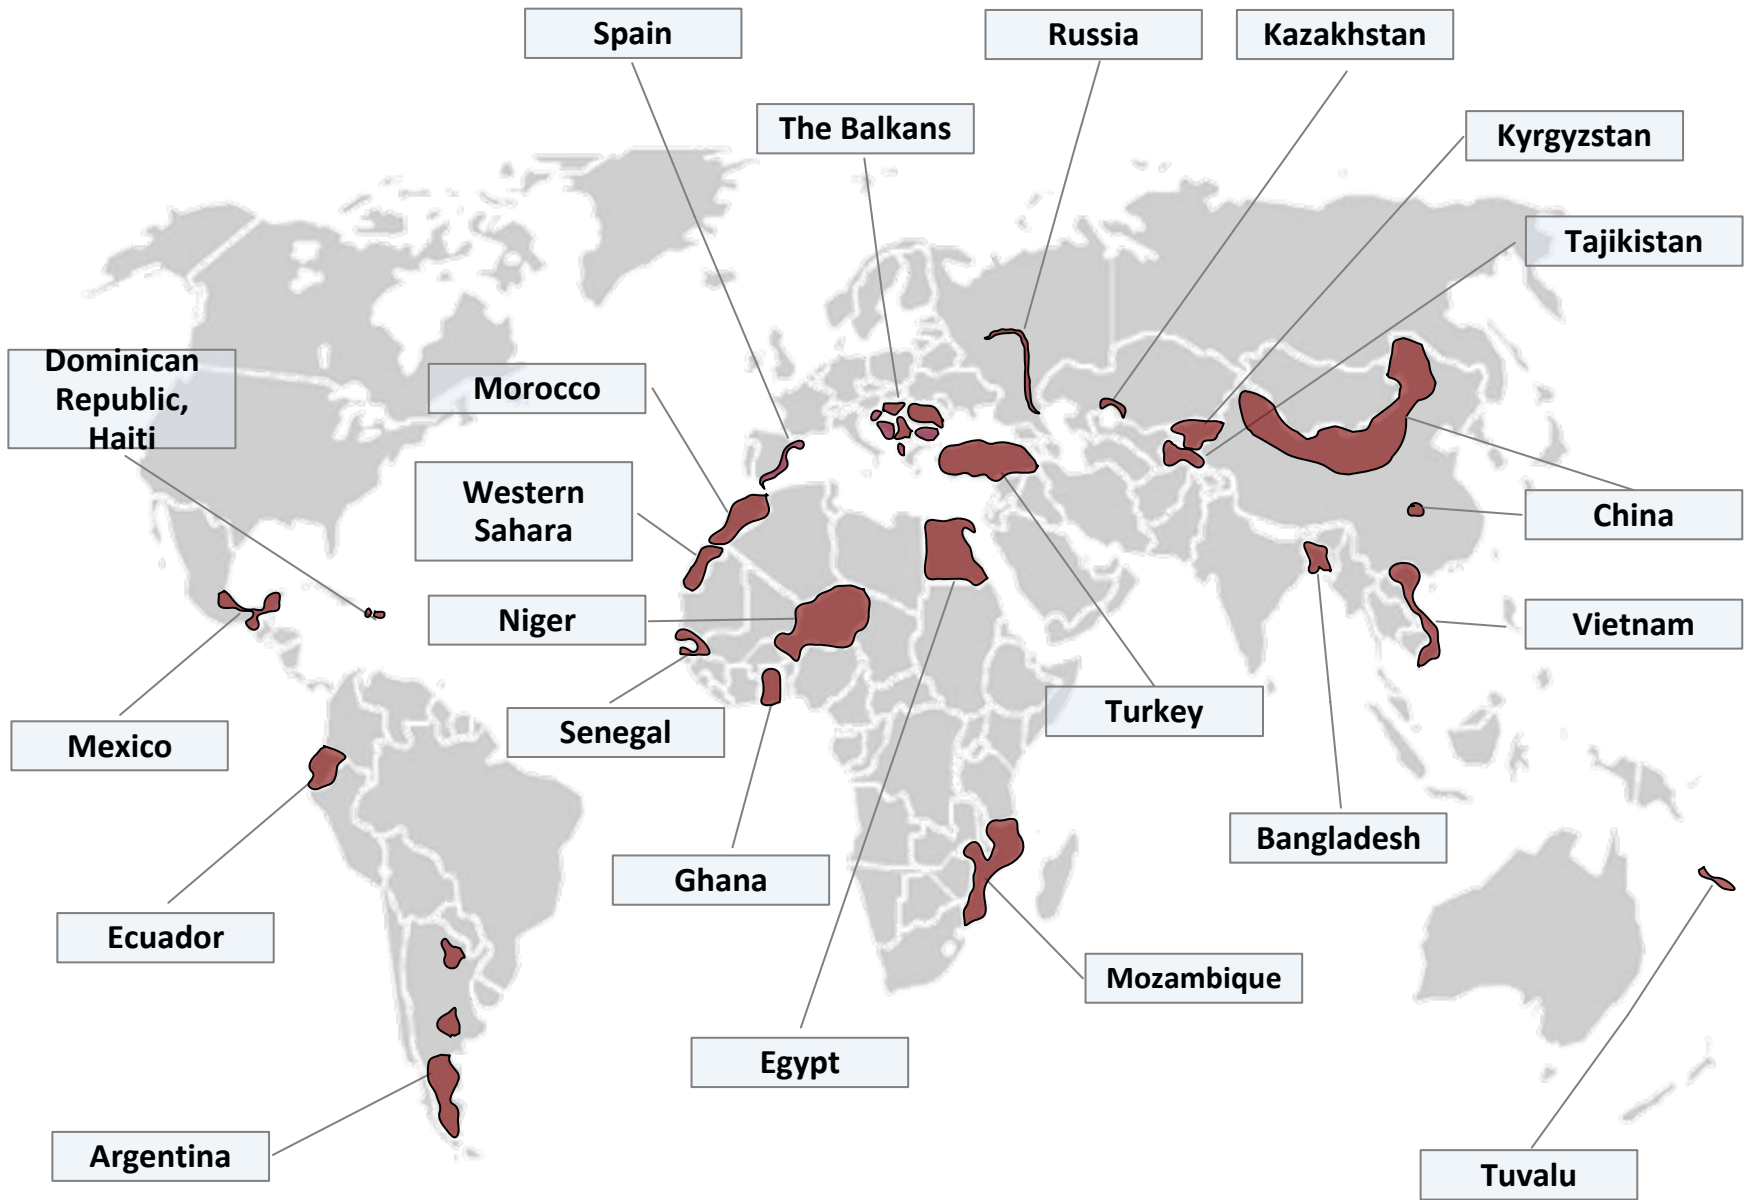 Spain
Russia
Kazakhstan
The Balkans
Kyrgyzstan
Tajikistan
Dominican
Republic,
Haiti
Morocco
Western
Sahara
China
Niger
Vietnam
Senegal
Turkey
Mexico
Bangladesh
Ghana
Ecuador
Mozambique
Egypt
Argentina
Tuvalu